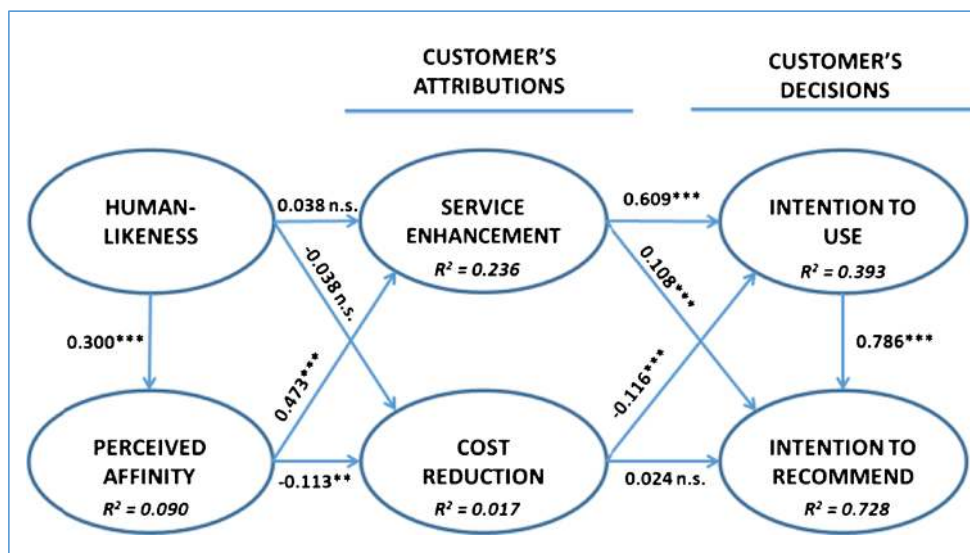 CUSTOMER'S
ATTRIBUTIONS
CUSTOMER'S
DECISIONS
HUMAN-
LIKENESS
0.038 n.s.
SERVICE
ENHANCEMENT
R² = 0.236
0.609***
INTENTION TO
USE
R² = 0.393
-0.038 n.s.
0.108***
0.300***
0.473***
-0.116***
0.786***
PERCEIVED
AFFINITY
R² = 0.090
-0.113**
COST
REDUCTION
R² = 0.017
0.024 n.s.
INTENTION TO
RECOMMEND
R² = 0.728